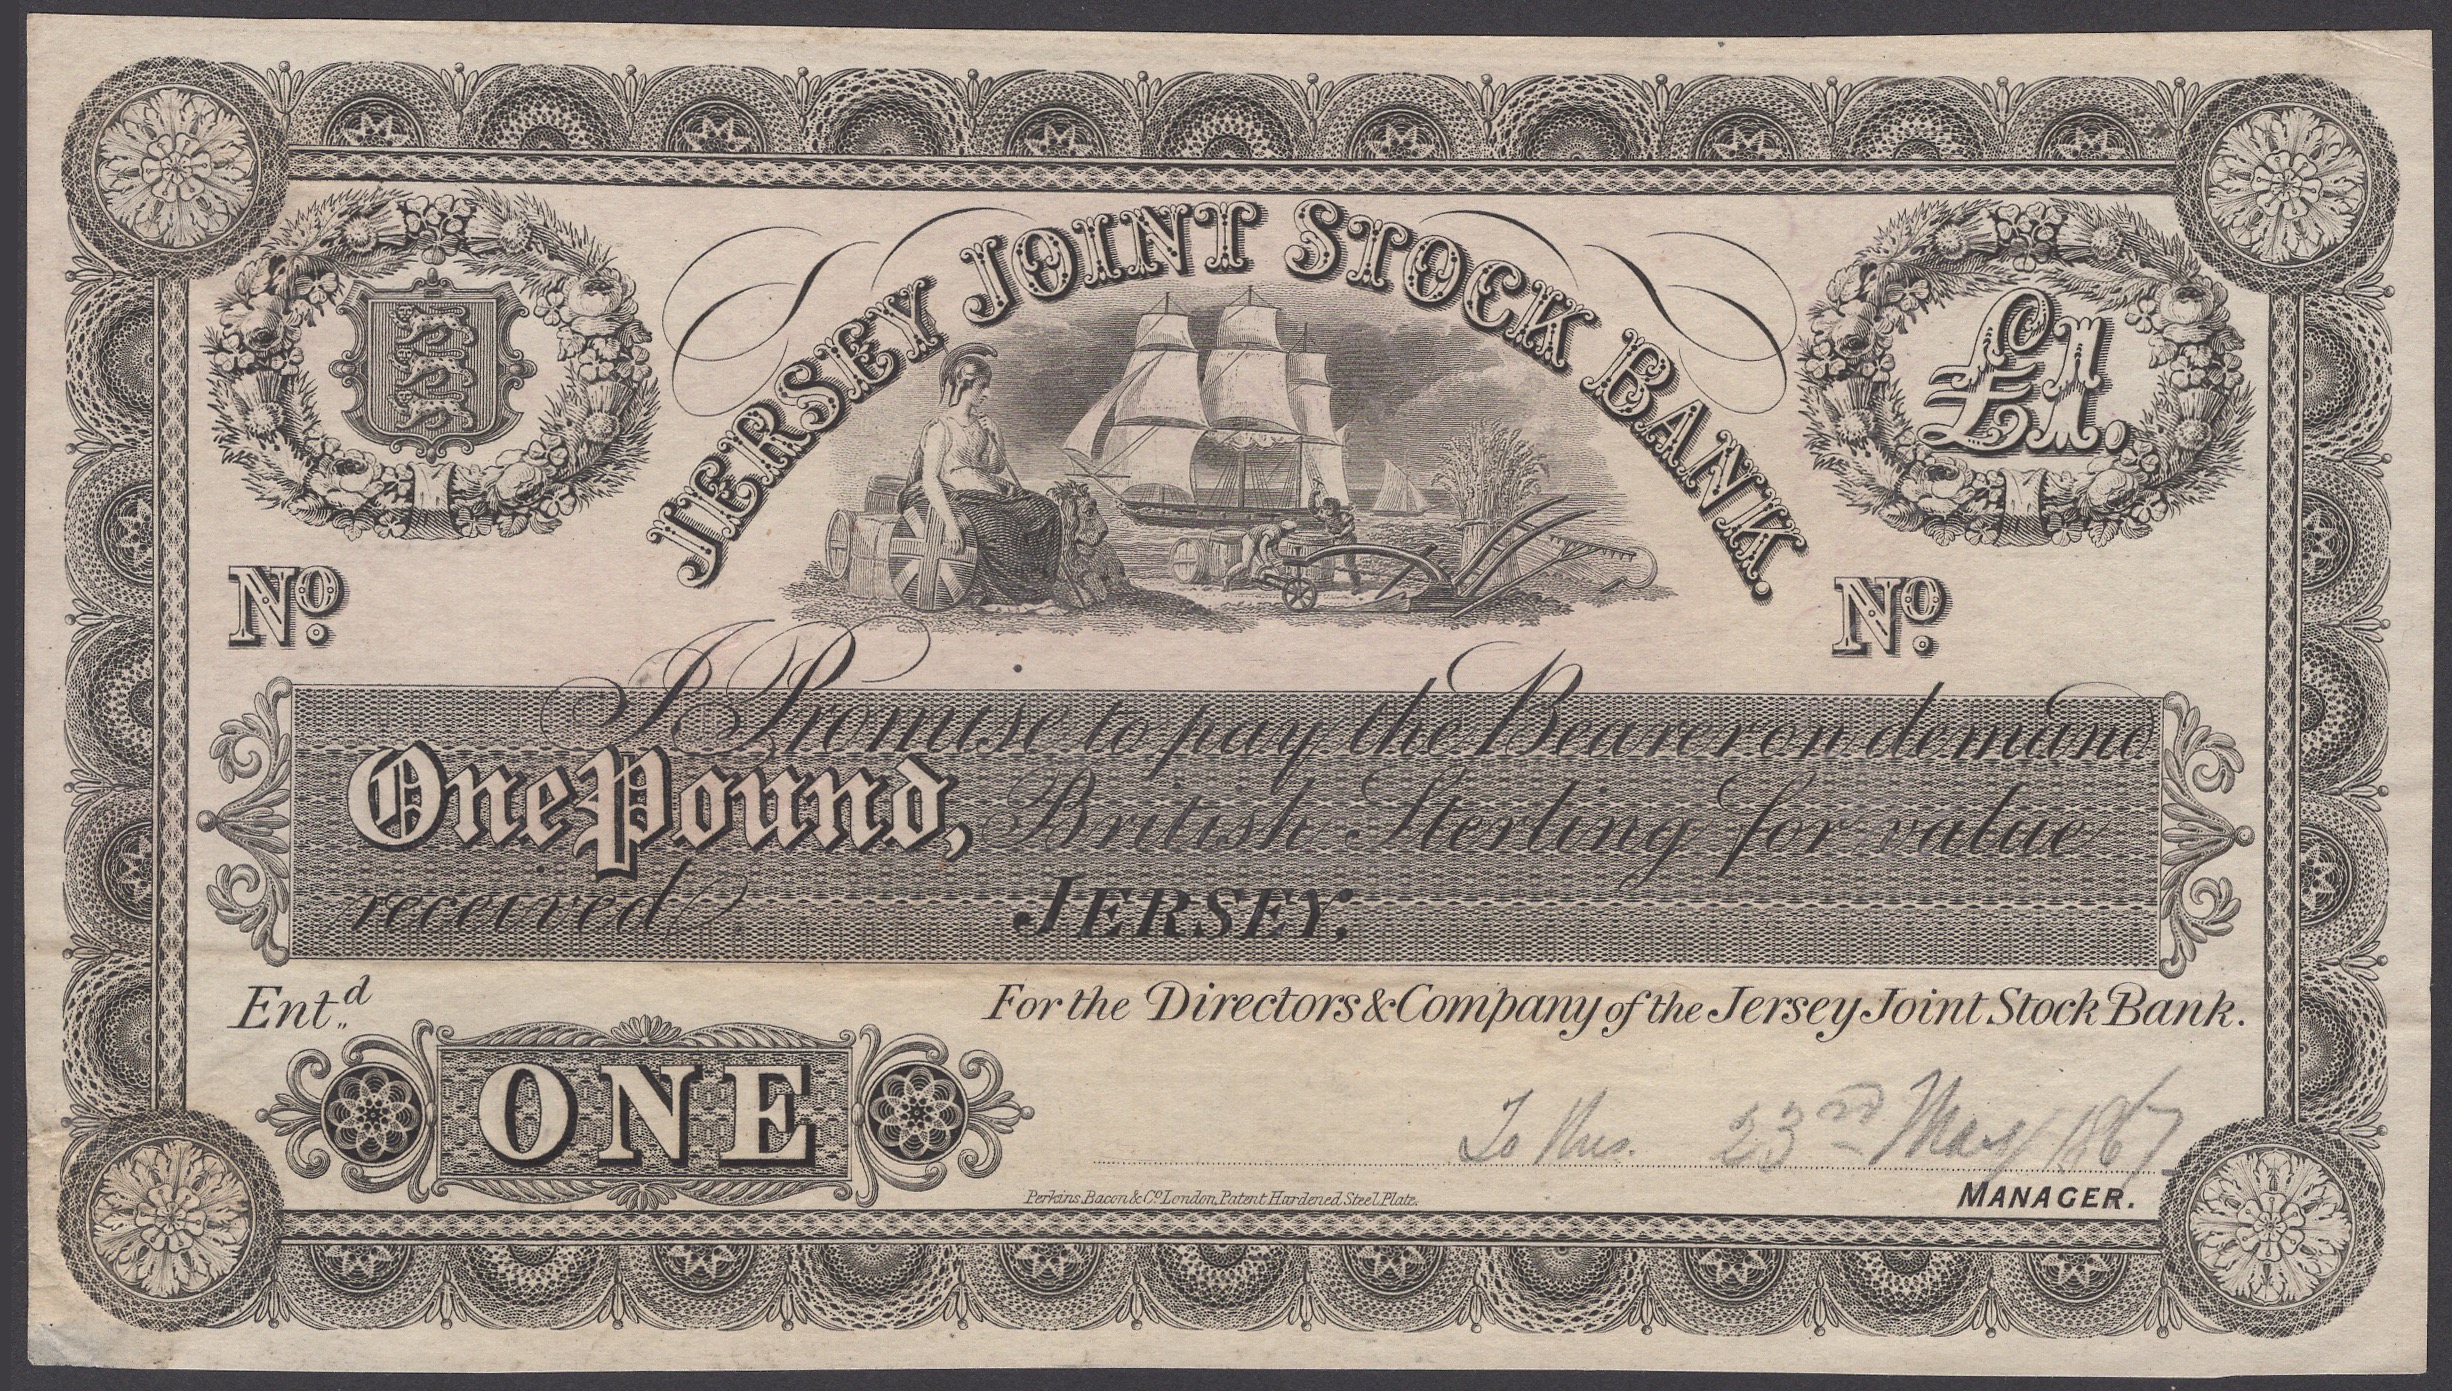 JERSEY JOINT STOCK BANK.
£1.
No.
No.
I Promise to pay the Bearer on demand
One Pound, British Sterling for value
received. JERSEY,
Ent.d
For the Directors & Company of the Jersey Joint Stock Bank.
ONE
23rd May 1867
Perkins, Bacon & Co. London, Patent Hardened Steel Plate.
MANAGER.